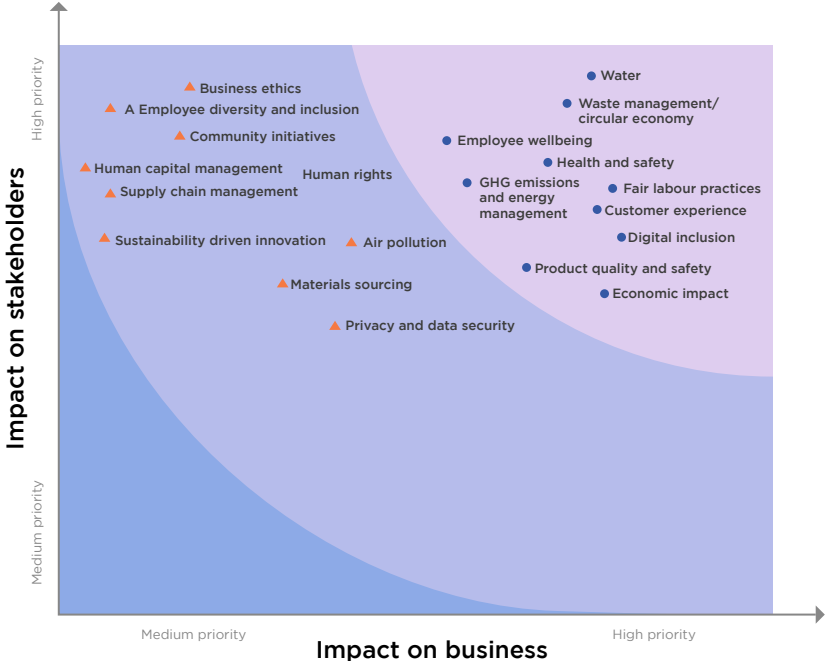 High priority
Impact on stakeholders
Medium priority
Business ethics
A Employee diversity and inclusion
Community initiatives
Human capital management
Human rights
Supply chain management
Sustainability driven innovation
Air pollution
Materials sourcing
Privacy and data security
Water
Waste management/
circular economy
Employee wellbeing
Health and safety
GHG emissions
and energy
management
Fair labour practices
Customer experience
Digital inclusion
Product quality and safety
Economic impact
Medium priority
Impact on business
High priority